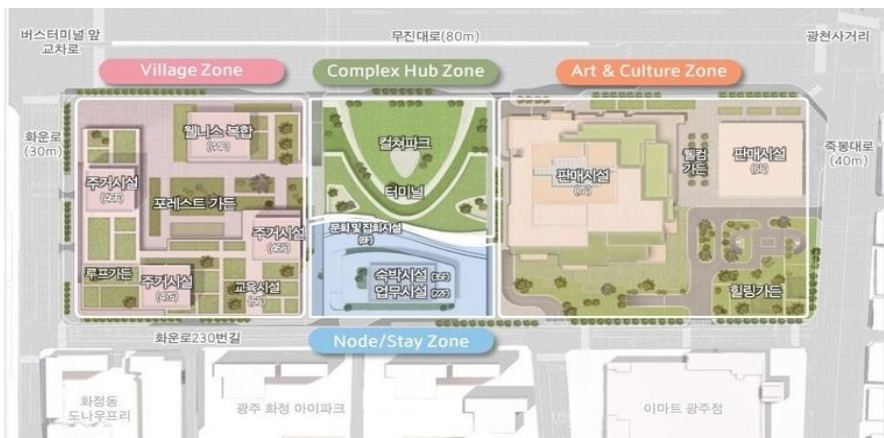 버스터미널 앞
교차로
무진대로(80m)
광천사거리
Village Zone
Complex Hub Zone
Art & Culture Zone
화운로
(30m)
죽봉대로
(40m)
웰니스 복합
컬쳐파크
웰컴
가든
판매시설
(5F)
주거시설
판매시설
포레스트 가든
터미널
주거시설
문화 및 집회시설
(6F)
숙박시설 (35F)
업무시설 (22F)
루프가든
주거시설
교육시설
힐링가든
화운로230번길
Node/Stay Zone
화정동
도나우프리
광주 화정 아이파크
이마트 광주점